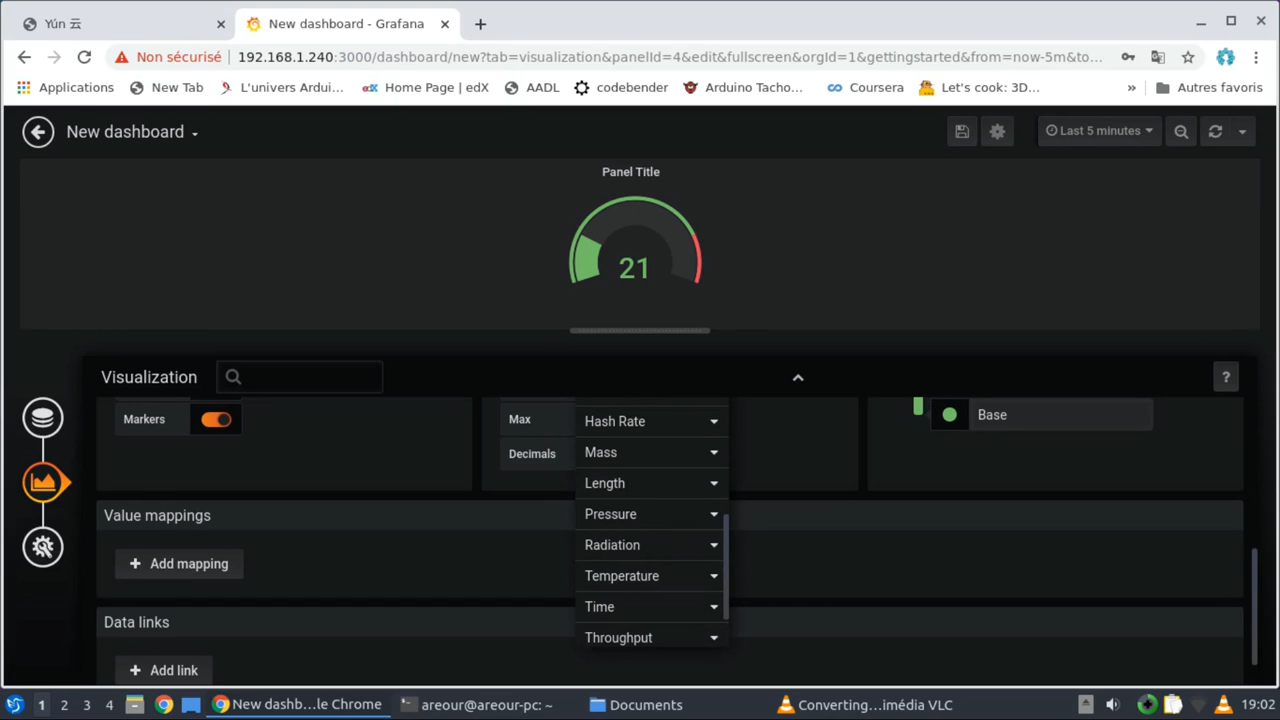 Yún 云
New dashboard - Grafana
Non sécurisé
192.168.1.240:3000/dashboard/new?tab=visualization&panelId=4&edit&fullscreen&orgId=1&gettingstarted&from=now-5m&to...
Applications
New Tab
L'univers Ardui...
Home Page | edX
AADL
codebender
Arduino Tacho...
Coursera
Let's cook: 3D...
»
Autres favoris
New dashboard
Last 5 minutes
Panel Title
21
Visualization
?
Markers
Max
Decimals
Hash Rate
Mass
Length
Pressure
Radiation
Temperature
Time
Throughput
Base
Value mappings
+ Add mapping
Data links
+ Add link
1 2 3 4
New dashb...le Chrome
areour@areour-pc: ~
Documents
Converting...imédia VLC
19:02